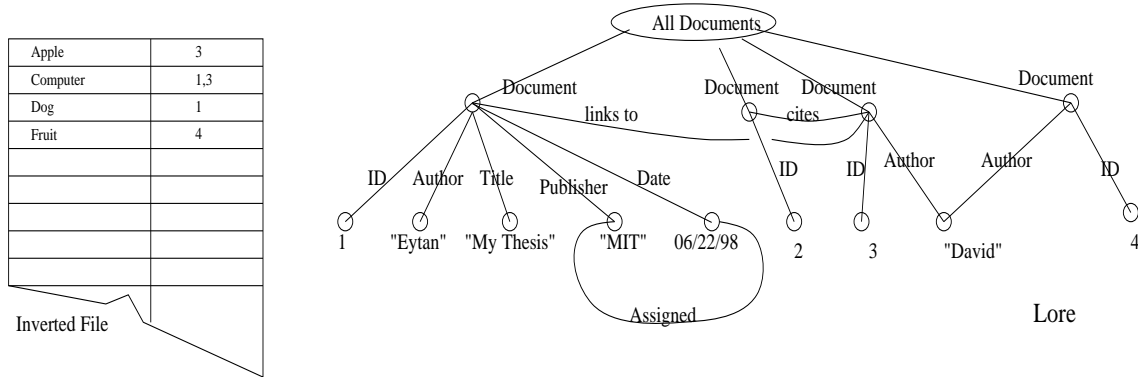 All Documents
Apple 3
Computer 1,3
Dog 1
Fruit 4
Inverted File
Document Document Document Document
links to cites
ID Author Title Publisher Date ID ID Author Author ID
1 "Eytan" "My Thesis" "MIT" 06/22/98 2 3 "David" 4
Assigned
Lore